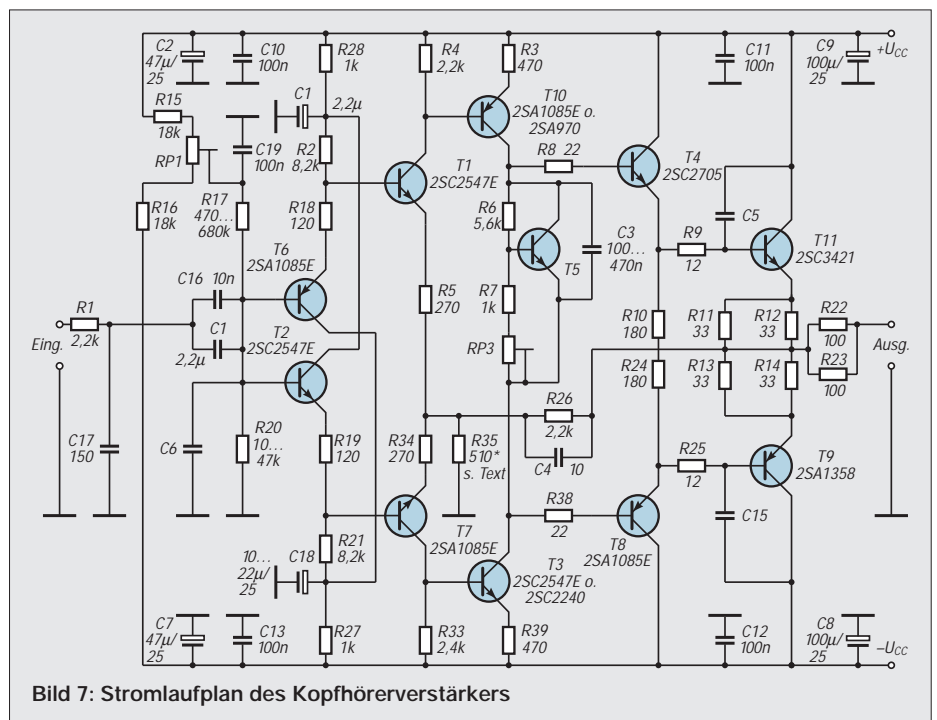 C2
47µ/
25
C10
100n
R28
1k
R4
2,2k
R3
470
C11
100n
C9
100µ/
25
+UCC
R15
18k
RP1
C19
100n
C1
2,2µ
R2
8,2k
T10
2SA1085E o.
2SA970
R8 22
T4
2SC2705
T1
2SC2547E
R16
18k
R17
470...
680k
R18
120
R6
5,6k
T5
C3
100...
470n
C5
R9
12
T11
2SC3421
T6
2SA1085E
C16 10n
R5
270
R7
1k
R10
180
R11
33
R12
33
R22
100
R1
2,2k
Eing.
C1
2,2µ
T2
2SC2547E
RP3
R24
180
R13
33
R14
33
R23
100
Ausg.
C17
150
C6
R20
10...
47k
R19
120
R34
270
R35
510*
s. Text
R26
2,2k
C4 10
R25
12
T9
2SA1358
R21
8,2k
T7
2SA1085E
R38
22
T8
2SA1085E
C15
10...
22µ/
25
C18
T3
2SC2547E o.
2SC2240
C7
47µ/
25
C13
100n
R27
1k
R33
2,4k
R39
470
C12
100n
C8
100µ/
25
–UCC
Bild 7: Stromlaufplan des Kopfhörerverstärkers